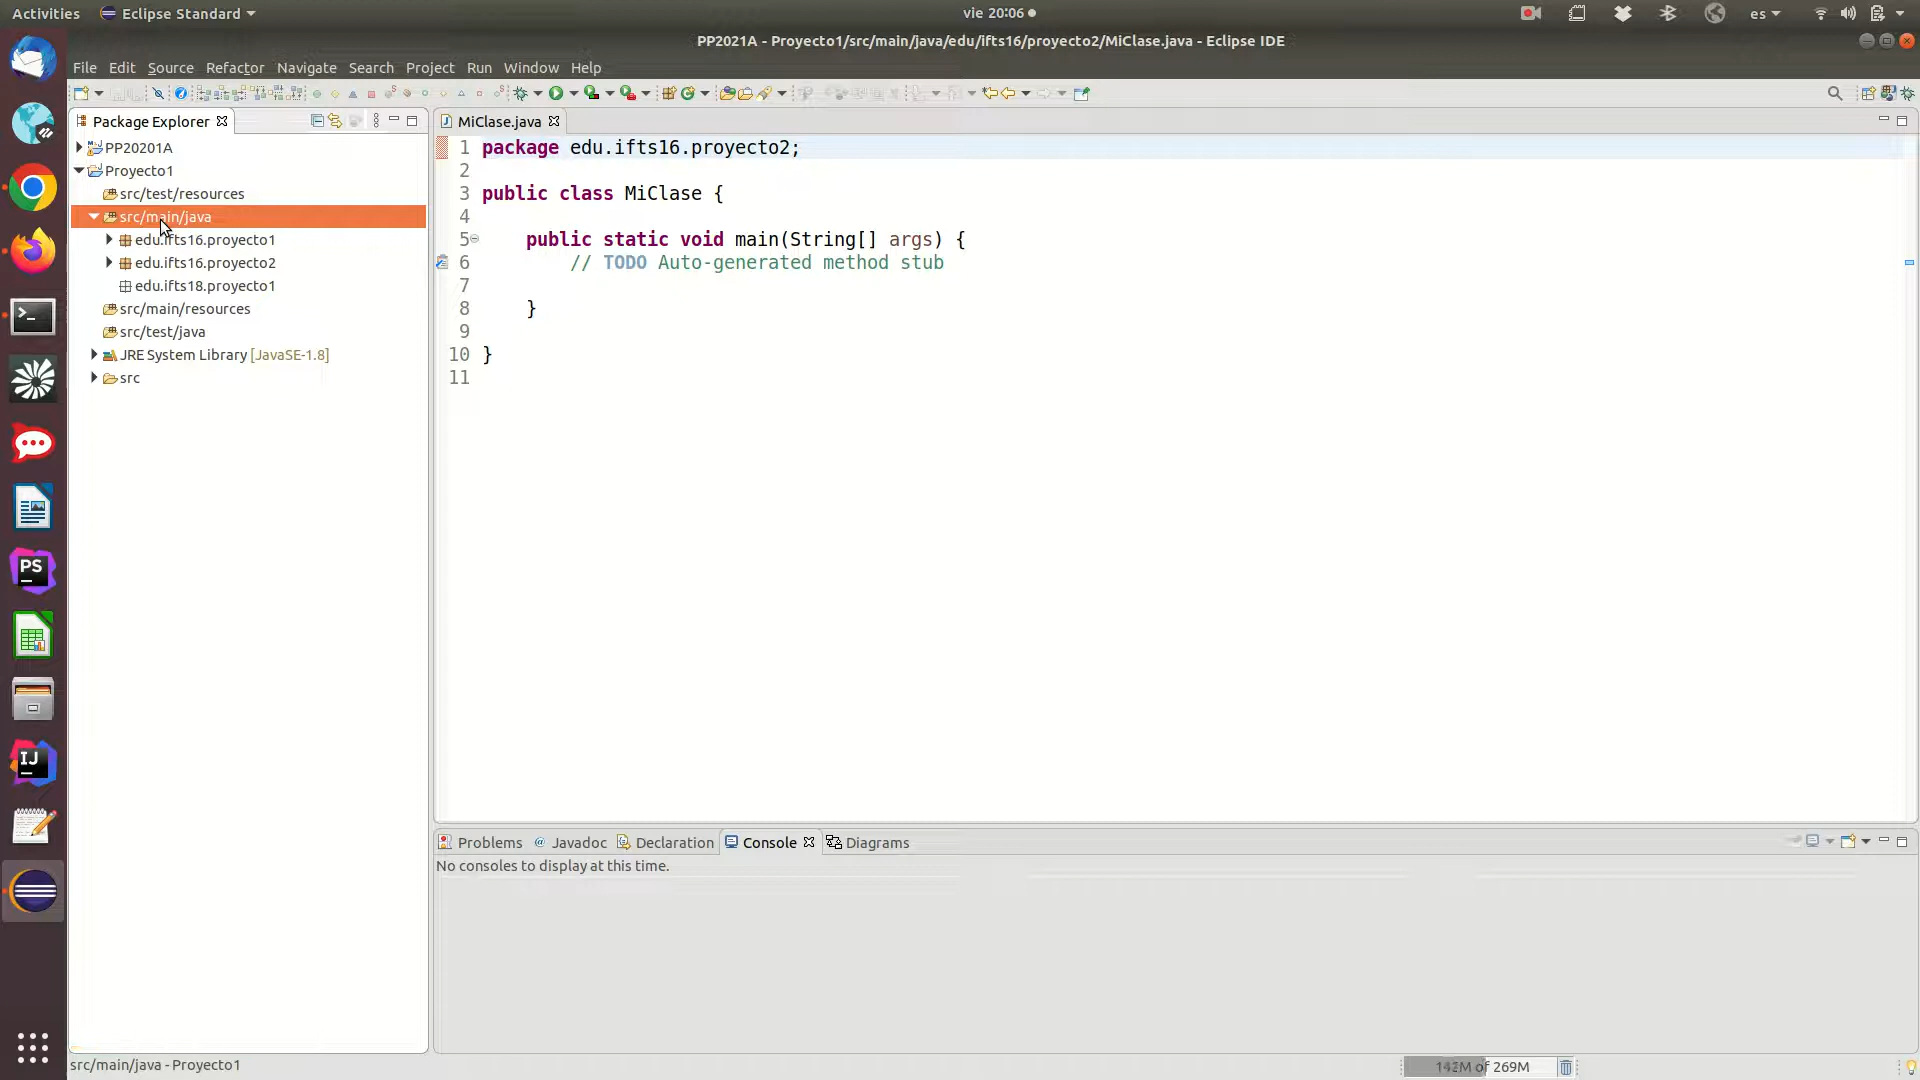 Activities
Eclipse Standard
vie 20:06
es
PP2021A - Proyecto1/src/main/java/edu/ifts16/proyecto2/MiClase.java - Eclipse IDE
File Edit Source Refactor Navigate Search Project Run Window Help
Package Explorer
PP20201A
Proyecto1
src/test/resources
src/main/java
edu.ifts16.proyecto1
edu.ifts16.proyecto2
edu.ifts18.proyecto1
src/main/resources
src/test/java
JRE System Library [JavaSE-1.8]
src
MiClase.java
1 package edu.ifts16.proyecto2;
2
3 public class MiClase {
4
5 public static void main(String[] args) {
6 // TODO Auto-generated method stub
7
8 }
9
10 }
11
PS
IJ
Problems @ Javadoc Declaration Console Diagrams
No consoles to display at this time.
src/main/java - Proyecto1
142M of 269M